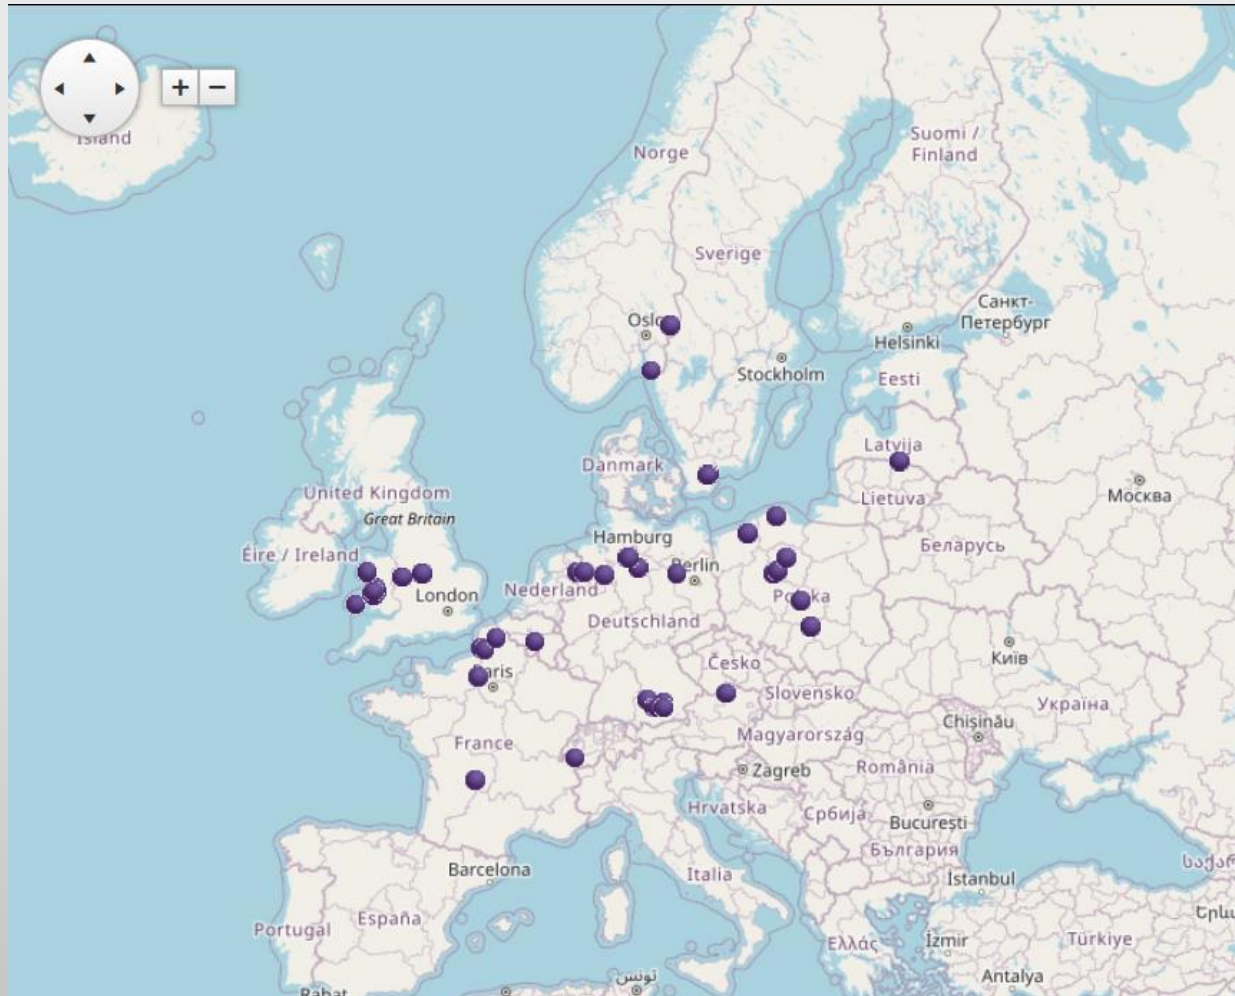 +
−
Ísland
Norge
Suomi /
Finland
Sverige
Oslo
Санкт-
Петербург
Helsinki
Stockholm
Eesti
Latvija
Danmark
Lietuva
Москва
United Kingdom
Great Britain
Hamburg
Беларусь
Éire / Ireland
Berlin
Nederland
London
Polska
Deutschland
Київ
Česko
Paris
Slovensko
Україна
Chișinău
Magyarország
France
Zagreb
România
Hrvatska
Србија
București
България
Barcelona
Italia
İstanbul
España
Portugal
Ελλάς
İzmir
Türkiye
تونس
Antalya
Rabat